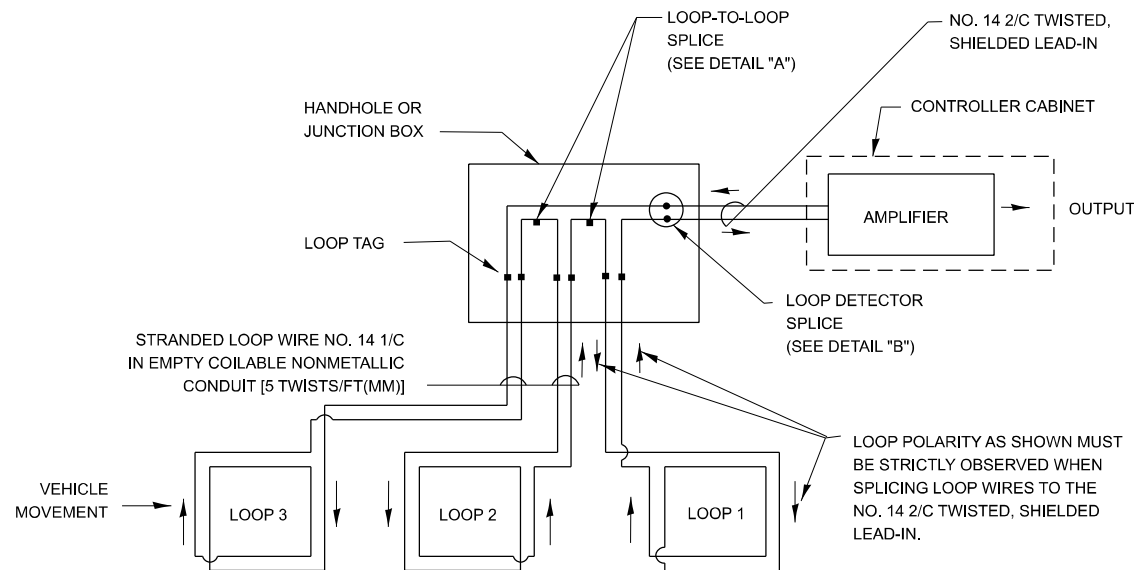 LOOP-TO-LOOP
SPLICE
(SEE DETAIL "A")
NO. 14 2/C TWISTED,
SHIELDED LEAD-IN
HANDHOLE OR
JUNCTION BOX
CONTROLLER CABINET
AMPLIFIER
OUTPUT
LOOP TAG
LOOP DETECTOR
SPLICE
(SEE DETAIL "B")
STRANDED LOOP WIRE NO. 14 1/C
IN EMPTY COILABLE NONMETALLIC
CONDUIT [5 TWISTS/FT(MM)]
LOOP POLARITY AS SHOWN MUST
BE STRICTLY OBSERVED WHEN
SPLICING LOOP WIRES TO THE
NO. 14 2/C TWISTED, SHIELDED
LEAD-IN.
VEHICLE
MOVEMENT
LOOP 3
LOOP 2
LOOP 1